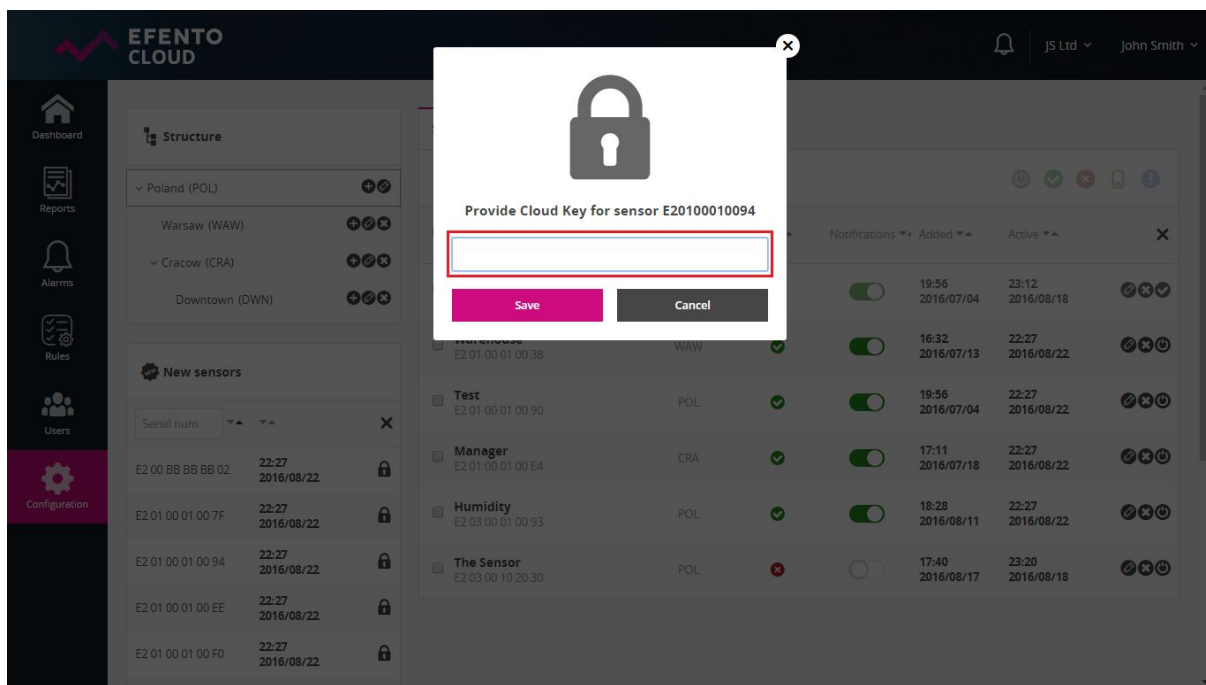 EFENTO
CLOUD
JS Ltd
John Smith
Dashboard
Reports
Alarms
Rules
Users
Configuration
Structure
Poland (POL)
Warsaw (WAW)
Cracow (CRA)
Downtown (DWN)
New sensors
Serial num.
E2 00 BB BB BB 02 22:27
2016/08/22
E2 01 00 01 00 7F 22:27
2016/08/22
E2 01 00 01 00 94 22:27
2016/08/22
E2 01 00 01 00 EE 22:27
2016/08/22
E2 01 00 01 00 F0 22:27
2016/08/22
Provide Cloud Key for sensor E20100010094
Save Cancel
Notifications Added Active
19:56 23:12
2016/07/04 2016/08/18
Warehouse 16:32 22:27
E2 01 00 01 00 38 WAW 2016/07/13 2016/08/22
Test 19:56 22:27
E2 01 00 01 00 90 POL 2016/07/04 2016/08/22
Manager 17:11 22:27
E2 01 00 01 00 E4 CRA 2016/07/18 2016/08/22
Humidity 18:28 22:27
E2 03 00 01 00 93 POL 2016/08/11 2016/08/22
The Sensor 17:40 23:20
E2 03 00 10 20 30 POL 2016/08/17 2016/08/18